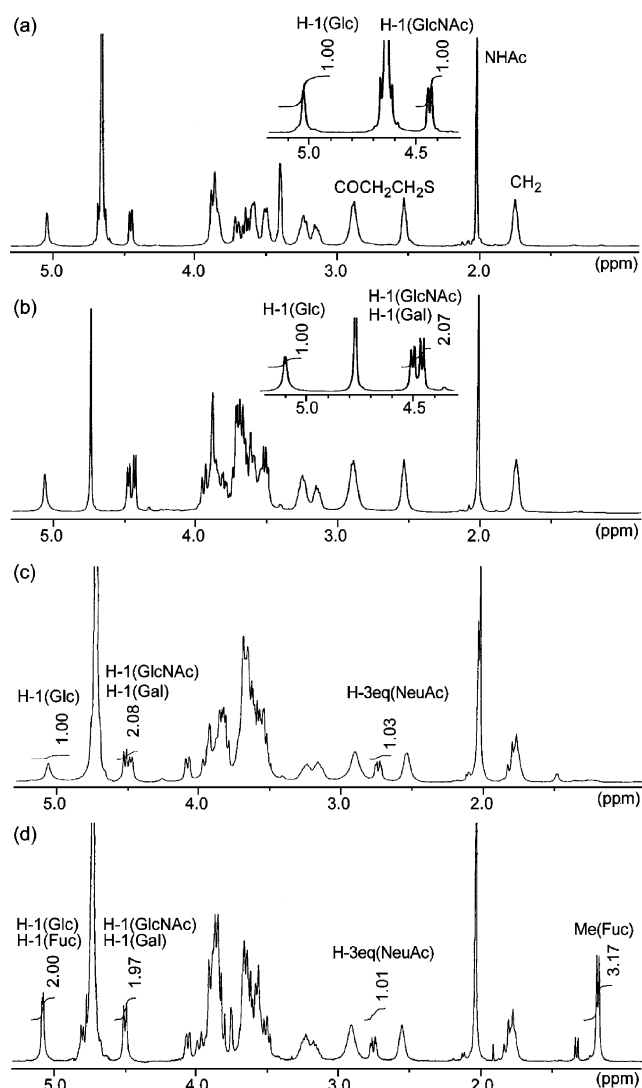 (a)
H-1(Glc)
H-1(GlcNAc)
1.00
1.00
NHAc
5.0
4.5
COCH₂CH₂S
CH₂
5.0
4.0
3.0
2.0
(ppm)
(b)
H-1(Glc)
H-1(GlcNAc)
H-1(Gal)
1.00
2.07
5.0
4.5
5.0
4.0
3.0
2.0
(ppm)
(c)
H-1(GlcNAc)
H-1(Gal)
H-1(Glc)
H-3eq(NeuAc)
1.00
2.08
1.03
5.0
4.0
3.0
2.0
(ppm)
(d)
H-1(Glc)
H-1(Fuc)
H-1(GlcNAc)
H-1(Gal)
H-3eq(NeuAc)
Me(Fuc)
2.00
1.97
1.01
3.17
5.0
4.0
3.0
2.0
(ppm)